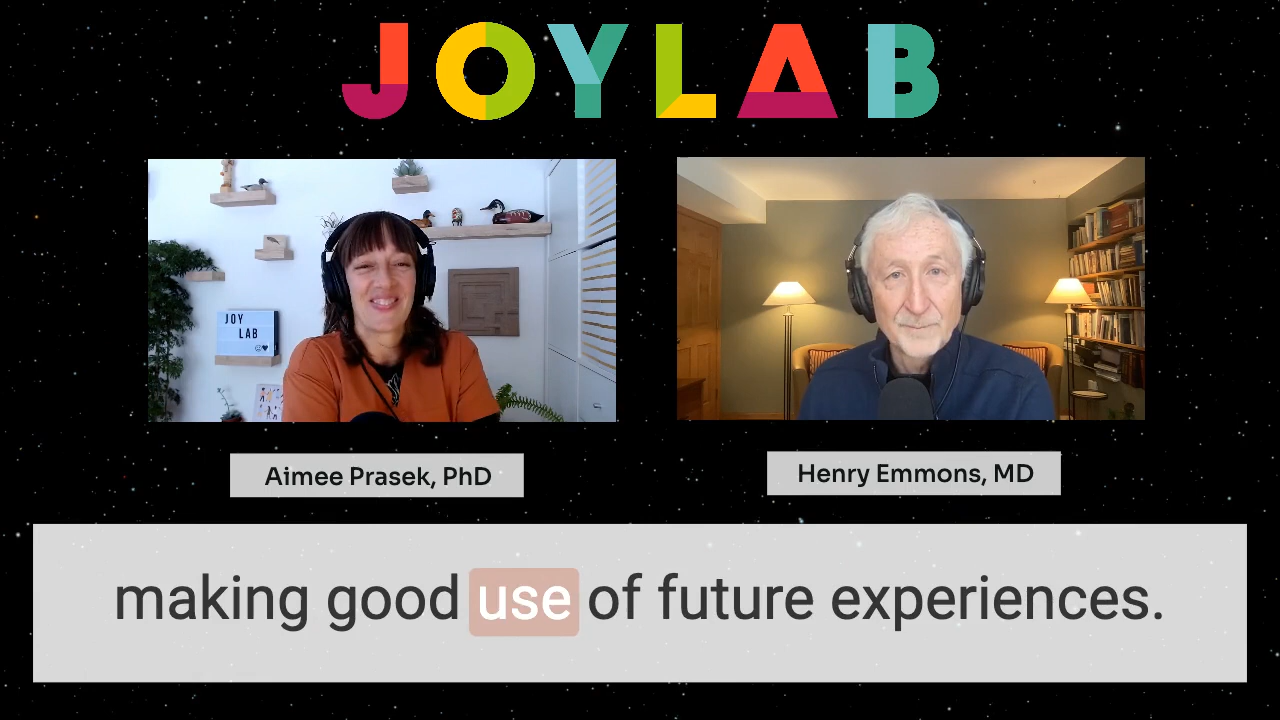 JOYLAB
JOY
LAB
Aimee Prasek, PhD
Henry Emmons, MD
making good use of future experiences.